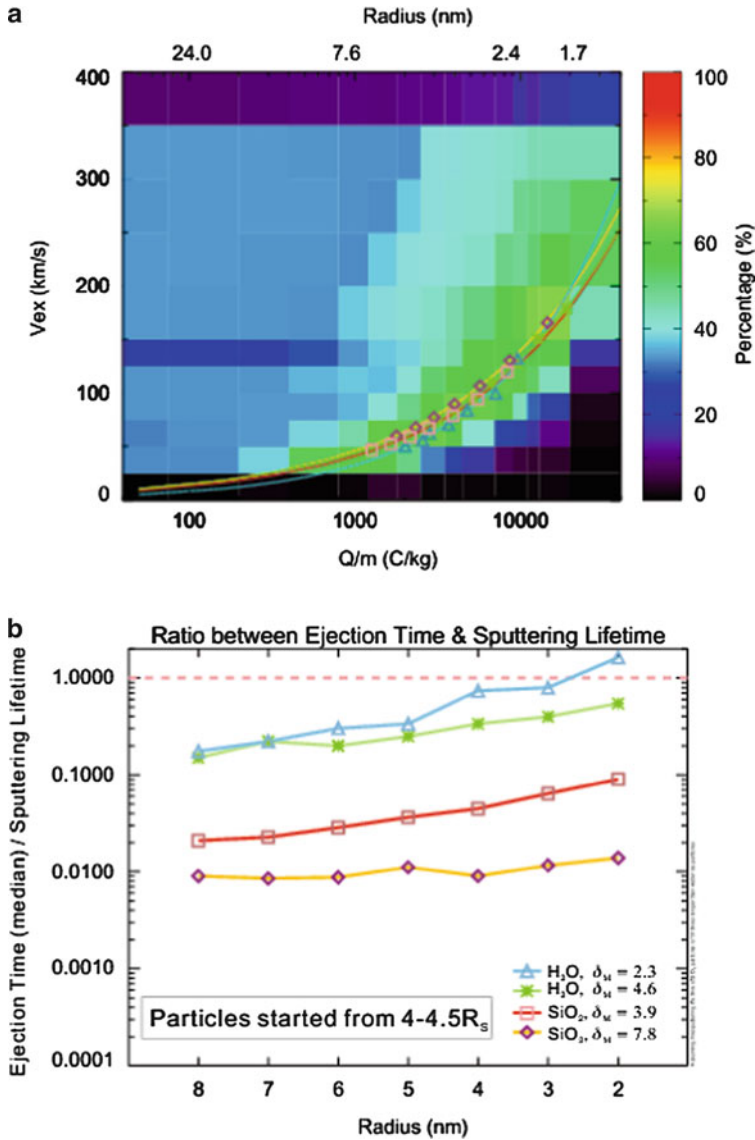 a
Radius (nm)
24.0 7.6 2.4 1.7
400
300
200
100
0
Vex (km/s)
100 1000 10000
Q/m (C/kg)
100
80
60
40
20
0
Percentage (%)
b
Ratio between Ejection Time & Sputtering Lifetime
1.0000
0.1000
0.0100
0.0010
0.0001
Ejection Time (median) / Sputtering Lifetime
H₂O, δₘ = 2.3
H₂O, δₘ = 4.6
SiO₂, δₘ = 3.9
SiO₂, δₘ = 7.8
Particles started from 4-4.5Rₛ
8 7 6 5 4 3 2
Radius (nm)